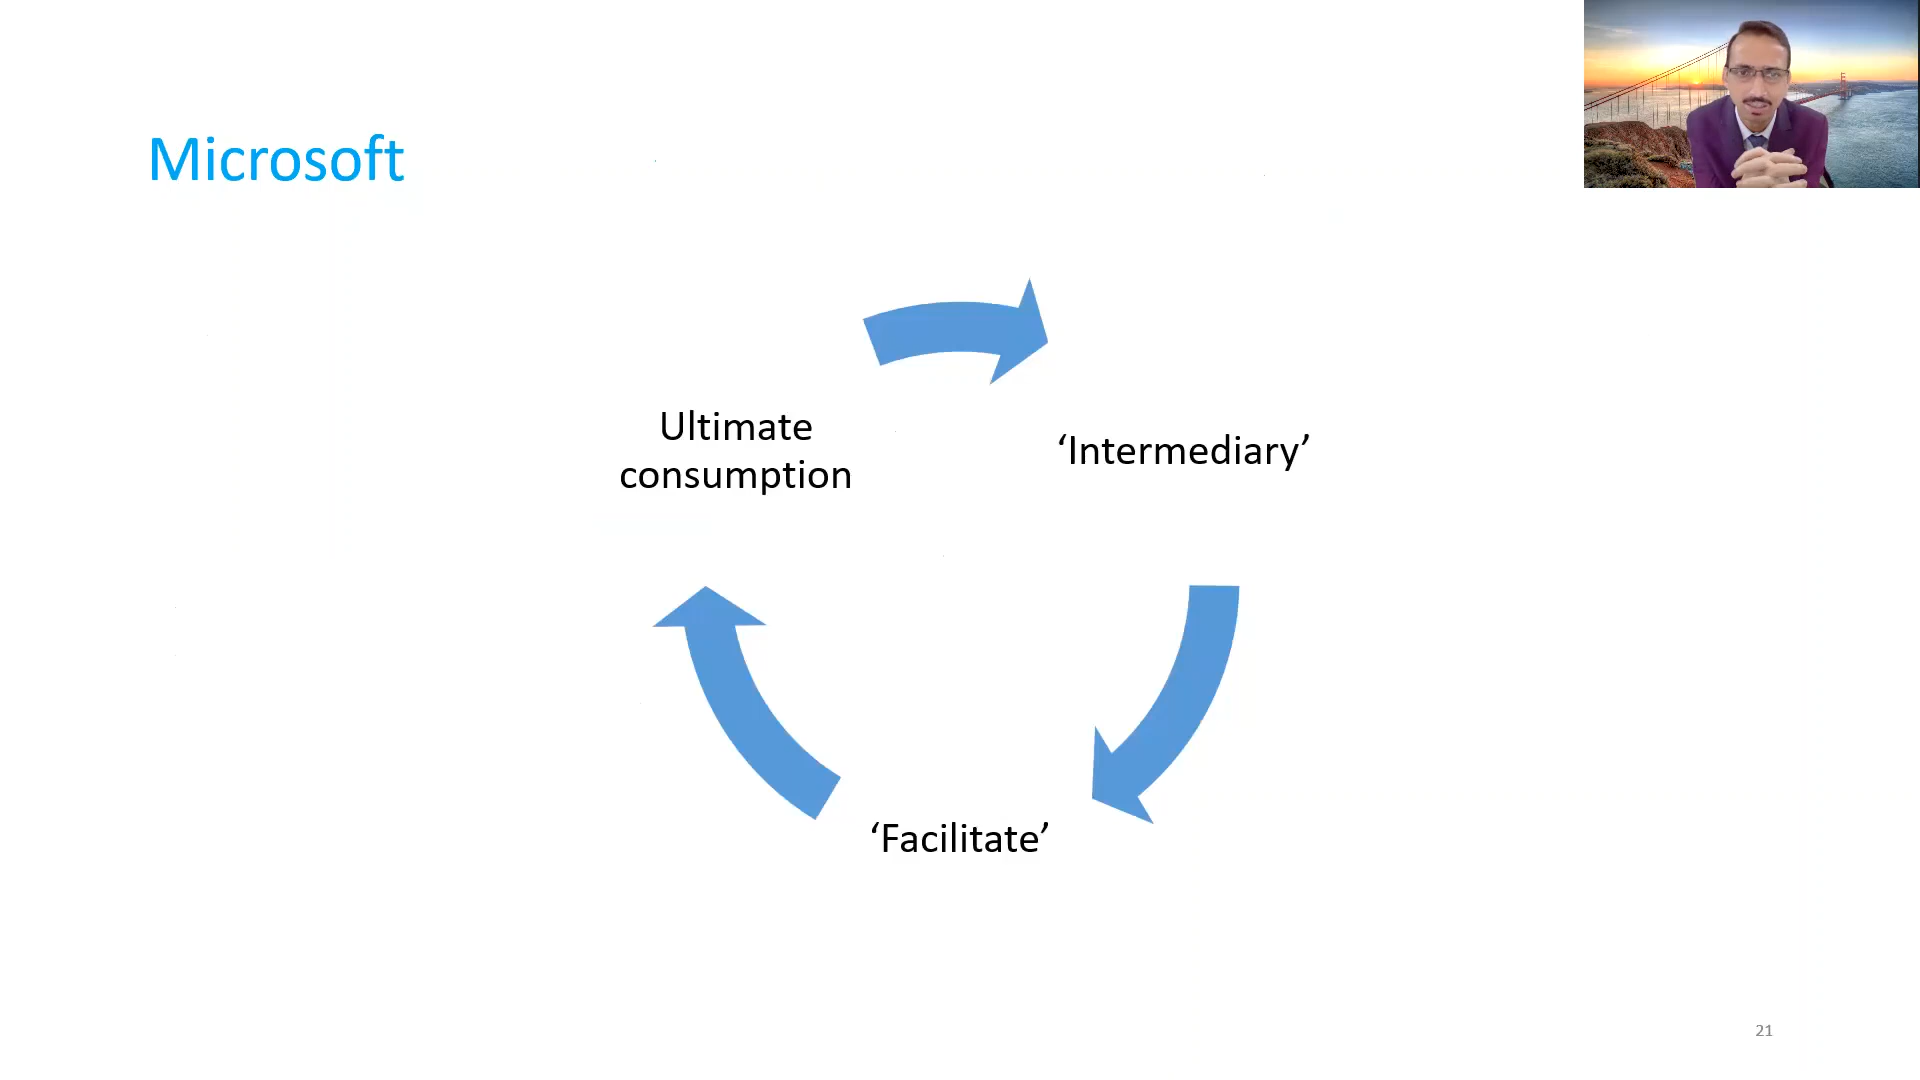 Microsoft
Ultimate
consumption
‘Intermediary’
‘Facilitate’
21